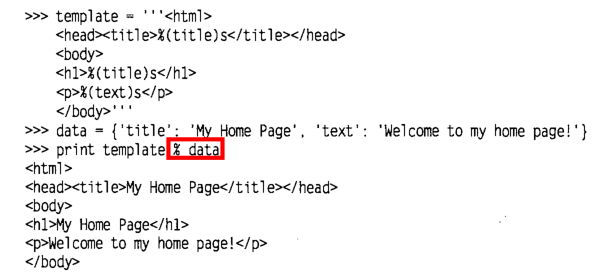 >>> template = '''<html>
<head><title>%(title)s</title></head>
<body>
<h1>%(title)s</h1>
<p>%(text)s</p>
</body>'''
>>> data = {'title': 'My Home Page', 'text': 'Welcome to my home page!'}
>>> print template % data
<html>
<head><title>My Home Page</title></head>
<body>
<h1>My Home Page</h1>
<p>Welcome to my home page!</p>
</body>